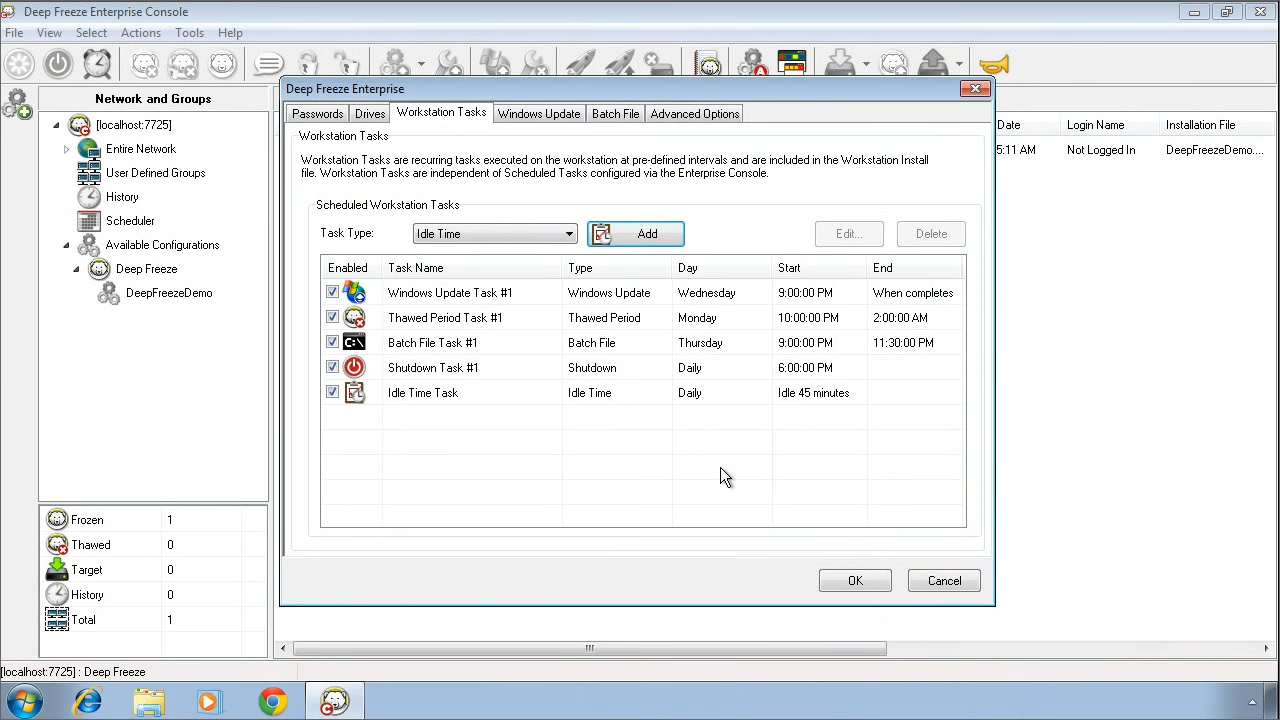 Deep Freeze Enterprise Console
File View Select Actions Tools Help
Network and Groups
[localhost:7725]
Entire Network
User Defined Groups
History
Scheduler
Available Configurations
Deep Freeze
DeepFreezeDemo
Frozen 1
Thawed 0
Target 0
History 0
Total 1
Deep Freeze Enterprise
Passwords Drives Workstation Tasks Windows Update Batch File Advanced Options
Workstation Tasks
Workstation Tasks are recurring tasks executed on the workstation at pre-defined intervals and are included in the Workstation Install
file. Workstation Tasks are independent of Scheduled Tasks configured via the Enterprise Console.
Scheduled Workstation Tasks
Task Type: Idle Time Add Edit... Delete
Enabled Task Name Type Day Start End
Windows Update Task #1 Windows Update Wednesday 9:00:00 PM When completes
Thawed Period Task #1 Thawed Period Monday 10:00:00 PM 2:00:00 AM
C:\ Batch File Task #1 Batch File Thursday 9:00:00 PM 11:30:00 PM
Shutdown Task #1 Shutdown Daily 6:00:00 PM
Idle Time Task Idle Time Daily Idle 45 minutes
OK Cancel
Date Login Name Installation File
5:11 AM Not Logged In DeepFreezeDemo....
[localhost:7725] : Deep Freeze